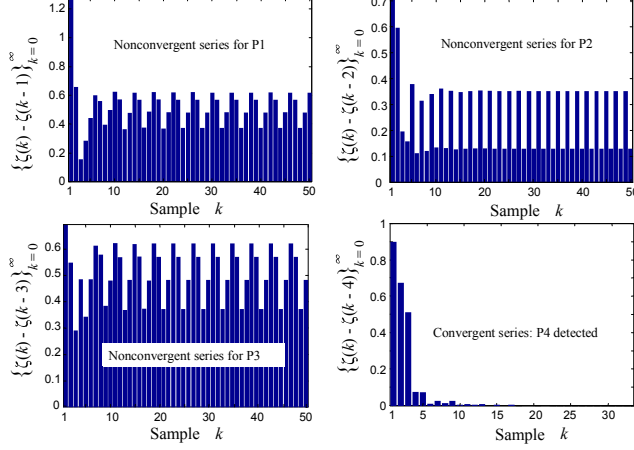 {ζ(k) - ζ(k-1)}∞k=0
1.2
1
0.8
0.6
0.4
0.2
0
Nonconvergent series for P1
1 10 20 30 40 50
Sample k
{ζ(k) - ζ(k-2)}∞k=0
0.7
0.6
0.5
0.4
0.3
0.2
0.1
0
Nonconvergent series for P2
1 10 20 30 40 50
Sample k
{ζ(k) - ζ(k-3)}∞k=0
0.6
0.5
0.4
0.3
0.2
0.1
0
Nonconvergent series for P3
1 10 20 30 40 50
Sample k
{ζ(k) - ζ(k-4)}∞k=0
1
0.8
0.6
0.4
0.2
0
Convergent series: P4 detected
1 5 10 15 20 25 30
Sample k